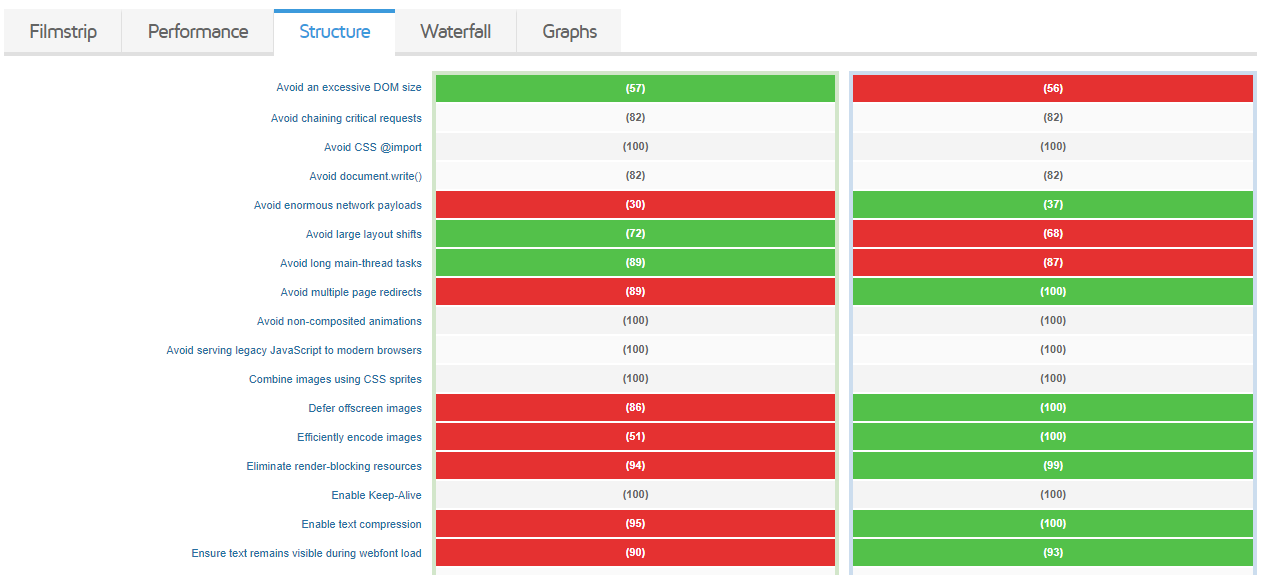 Filmstrip Performance Structure Waterfall Graphs
Avoid an excessive DOM size (57) (56)
Avoid chaining critical requests (82) (82)
Avoid CSS @import (100) (100)
Avoid document.write() (82) (82)
Avoid enormous network payloads (30) (37)
Avoid large layout shifts (72) (68)
Avoid long main-thread tasks (89) (87)
Avoid multiple page redirects (89) (100)
Avoid non-composited animations (100) (100)
Avoid serving legacy JavaScript to modern browsers (100) (100)
Combine images using CSS sprites (100) (100)
Defer offscreen images (86) (100)
Efficiently encode images (51) (100)
Eliminate render-blocking resources (94) (99)
Enable Keep-Alive (100) (100)
Enable text compression (95) (100)
Ensure text remains visible during webfont load (90) (93)